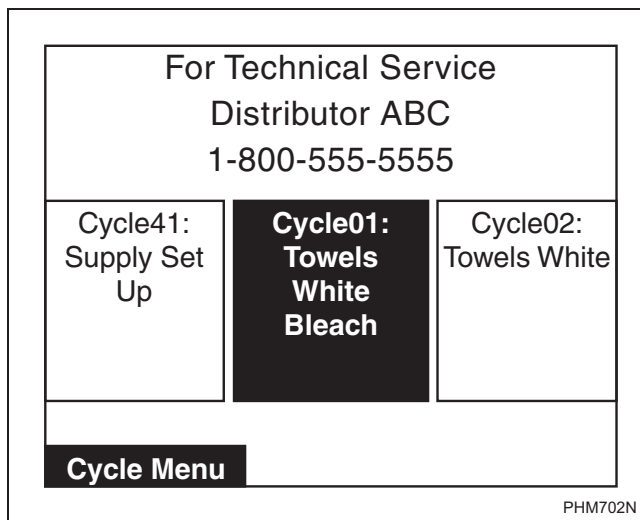 For Technical Service
Distributor ABC
1-800-555-5555
Cycle41:
Supply Set
Up
Cycle01:
Towels
White
Bleach
Cycle02:
Towels White
Cycle Menu
PHM702N